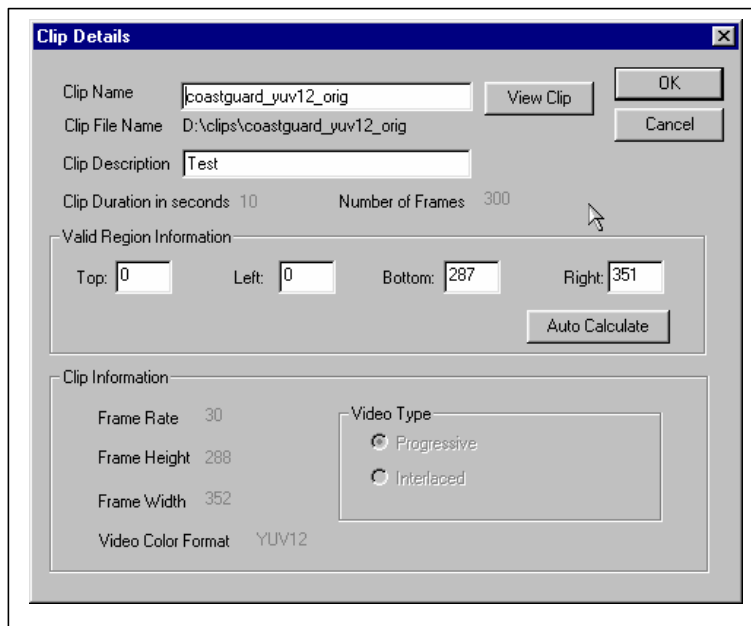 Clip Details
Clip Name coastguard_yuv12_orig View Clip OK
Clip File Name D:\clips\coastguard_yuv12_orig Cancel
Clip Description Test
Clip Duration in seconds 10 Number of Frames 300
Valid Region Information
Top: 0 Left: 0 Bottom: 287 Right: 351
Auto Calculate
Clip Information
Frame Rate 30 Video Type
Progressive
Frame Height 288
Interlaced
Frame Width 352
Video Color Format YUV12